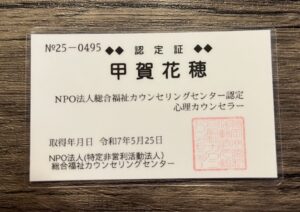 №25-0495
◆◆ 認定証 ◆◆
甲賀花穂
NPO法人総合福祉カウンセリングセンター認定
心理カウンセラー
取得年月日 令和7年5月25日
NPO法人(特定非営利活動法人)
総合福祉カウンセリングセンター